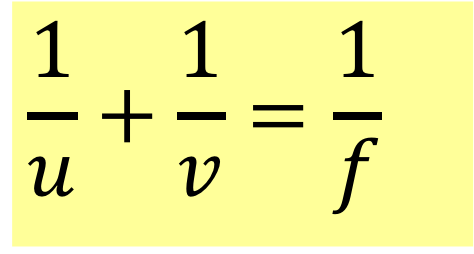 1/u + 1/v = 1/f